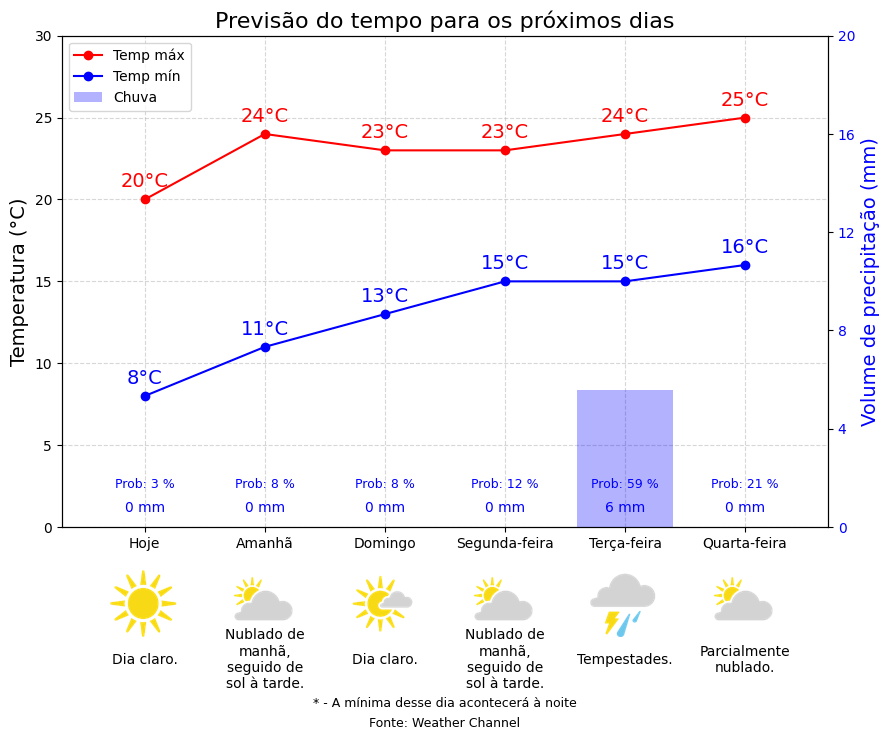 Previsão do tempo para os próximos dias
Temp máx
Temp mín
Chuva
Temperatura (°C)
Volume de precipitação (mm)
30
25
20
15
10
5
0
20
16
12
8
4
0
20°C
24°C
23°C
23°C
24°C
25°C
8°C
11°C
13°C
15°C
15°C
16°C
Prob: 3 %
Prob: 8 %
Prob: 8 %
Prob: 12 %
Prob: 59 %
Prob: 21 %
0 mm
0 mm
0 mm
0 mm
6 mm
0 mm
Hoje
Amanhã
Domingo
Segunda-feira
Terça-feira
Quarta-feira
Dia claro.
Nublado de
manhã,
seguido de
sol à tarde.
Dia claro.
Nublado de
manhã,
seguido de
sol à tarde.
Tempestades.
Parcialmente
nublado.
* - A mínima desse dia acontecerá à noite
Fonte: Weather Channel